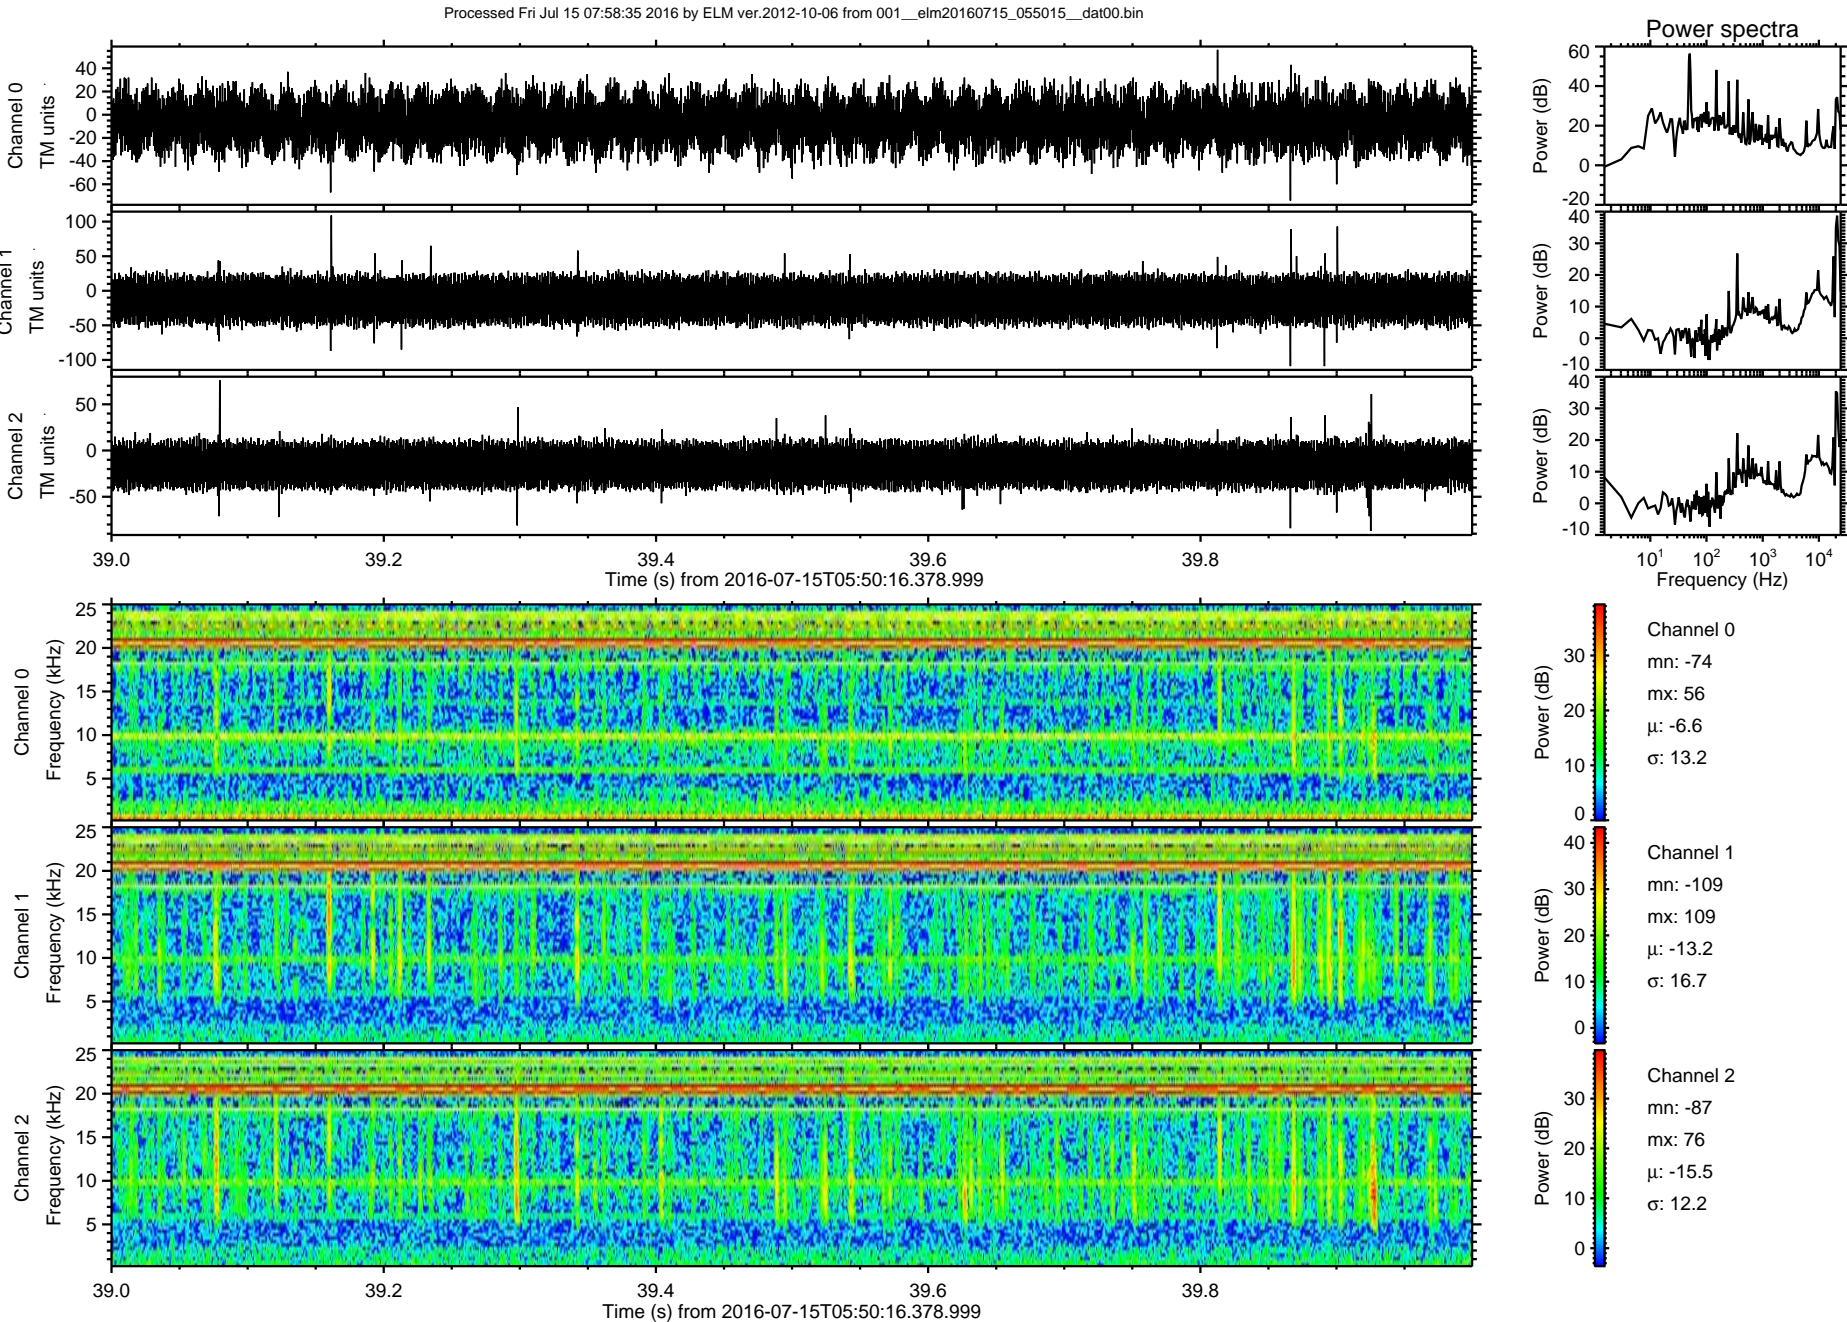 Processed Fri Jul 15 07:58:35 2016 by ELM ver.2012-10-06 from 001__elm20160715_055015__dat00.bin
Power spectra
Channel 0
TM units
40
20
0
-20
-40
-60
Power (dB)
60
40
20
0
-20
Channel 1
TM units
100
50
0
-50
-100
Power (dB)
40
30
20
10
0
-10
Channel 2
TM units
50
0
-50
Power (dB)
40
30
20
10
0
-10
39.0 39.2 39.4 39.6 39.8
Time (s) from 2016-07-15T05:50:16.378.999
10¹ 10² 10³ 10⁴
Frequency (Hz)
Channel 0
Frequency (kHz)
25
20
15
10
5
Power (dB)
30
20
10
0
Channel 0
mn: -74
mx: 56
μ: -6.6
σ: 13.2
Channel 1
Frequency (kHz)
25
20
15
10
5
Power (dB)
40
30
20
10
0
Channel 1
mn: -109
mx: 109
μ: -13.2
σ: 16.7
Channel 2
Frequency (kHz)
25
20
15
10
5
Power (dB)
30
20
10
0
Channel 2
mn: -87
mx: 76
μ: -15.5
σ: 12.2
39.0 39.2 39.4 39.6 39.8
Time (s) from 2016-07-15T05:50:16.378.999